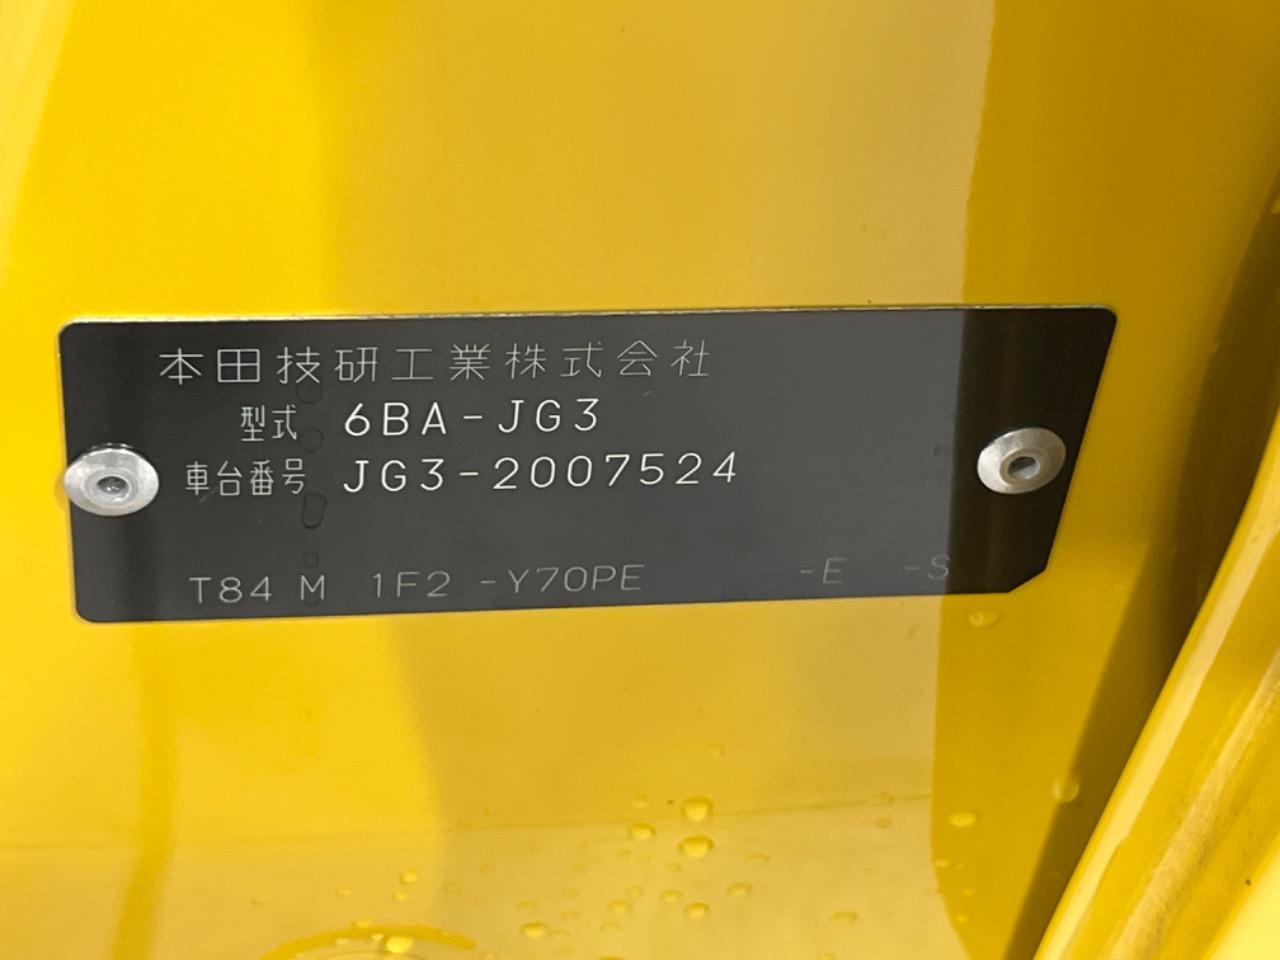 本田技研工業株式会社
型式 6BA-JG3
車台番号 JG3-2007524
T84 M 1F2 -Y70PE -E -S